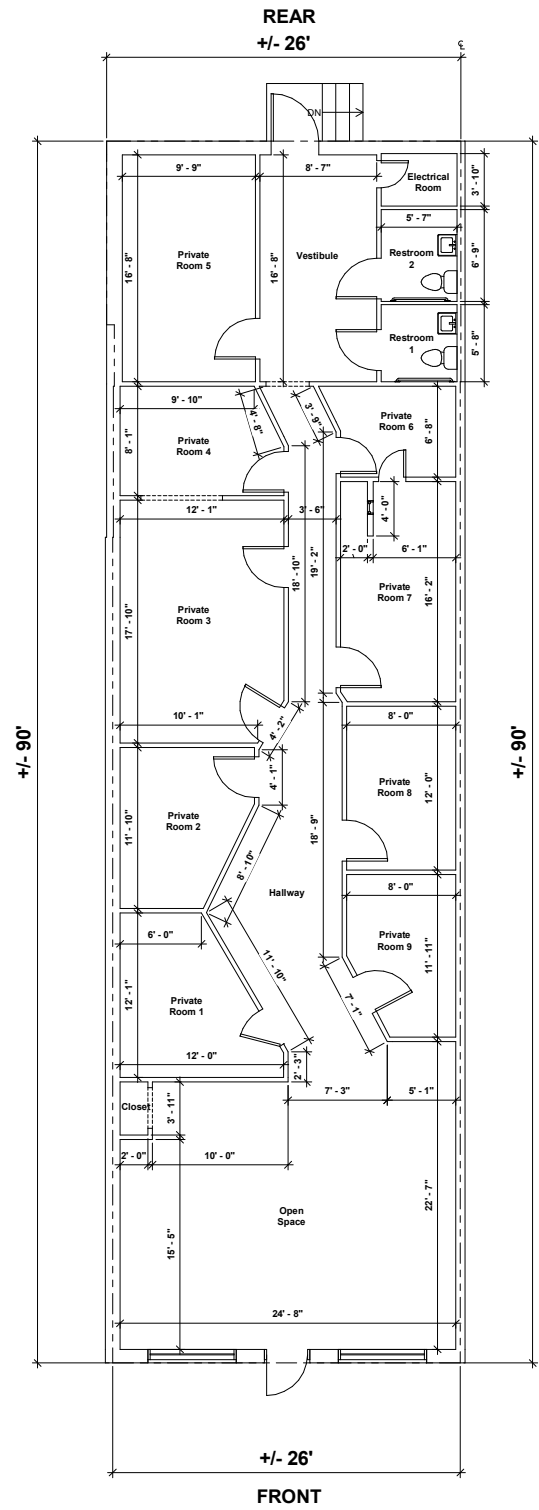 REAR
+/- 26'
℄
DN
9' - 9"
8' - 7"
Electrical
Room
3' - 10"
5' - 7"
Private
Room 5
16' - 8"
Vestibule
16' - 8"
Restroom
2
6' - 9"
Restroom
1
5' - 8"
9' - 10"
4' - 8"
3' - 9"
Private
Room 6
6' - 8"
8' - 1"
Private
Room 4
12' - 1"
3' - 6"
4' - 0"
2' - 0"
6' - 1"
18' - 10"
19' - 2"
Private
Room 3
17' - 10"
Private
Room 7
16' - 2"
10' - 1"
4' - 2"
8' - 0"
+/- 90'
+/- 90'
4' - 1"
Private
Room 2
11' - 10"
Private
Room 8
12' - 0"
18' - 9"
8' - 10"
Hallway
8' - 0"
6' - 0"
11' - 10"
Private
Room 9
11' - 11"
Private
Room 1
12' - 1"
7' - 1"
12' - 0"
2' - 3"
7' - 3"
5' - 1"
Closet
3' - 11"
2' - 0"
10' - 0"
Open
Space
15' - 5"
22' - 7"
24' - 8"
+/- 26'
FRONT